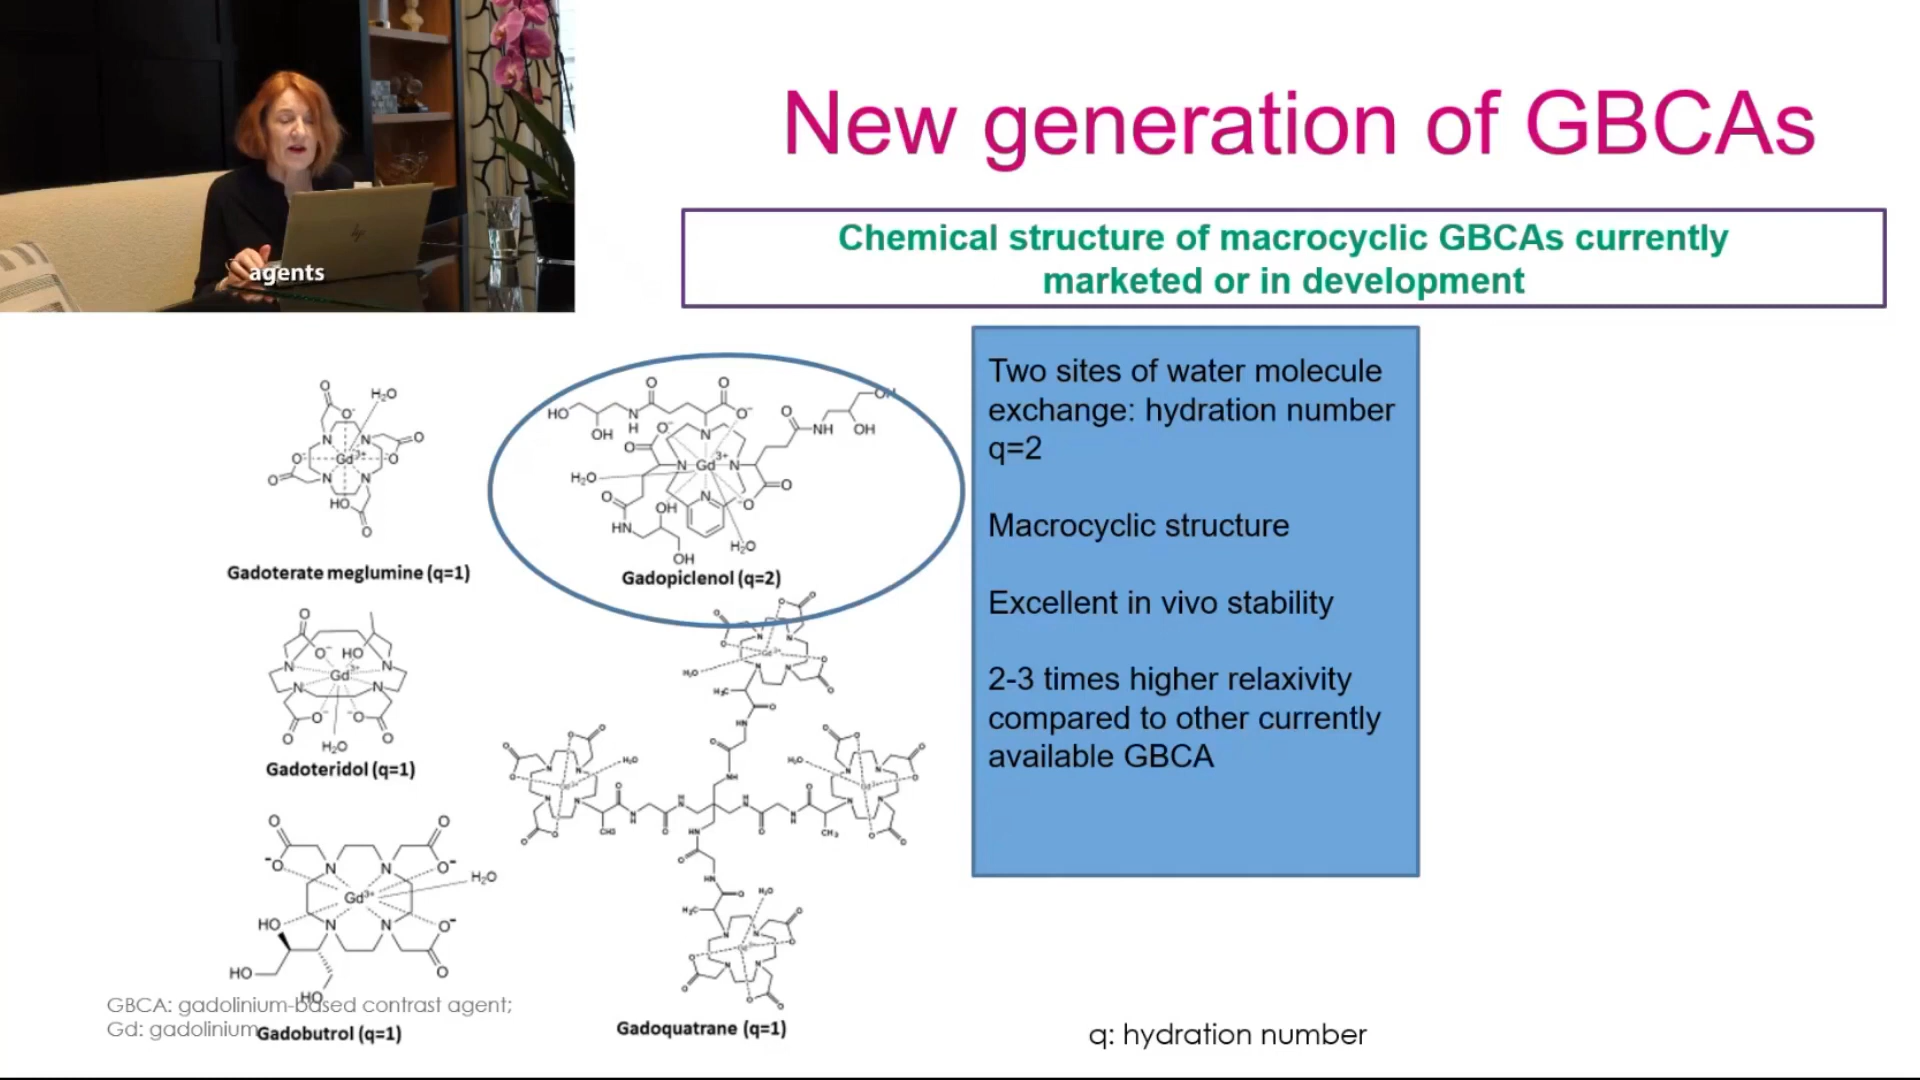 agents
New generation of GBCAs
Chemical structure of macrocyclic GBCAs currently
marketed or in development
Two sites of water molecule
exchange: hydration number
q=2
Macrocyclic structure
Excellent in vivo stability
2-3 times higher relaxivity
compared to other currently
available GBCA
Gadoterate meglumine (q=1)
Gadopiclenol (q=2)
Gadoteridol (q=1)
Gadobutrol (q=1)
Gadoquatrane (q=1)
GBCA: gadolinium-based contrast agent;
Gd: gadolinium
q: hydration number